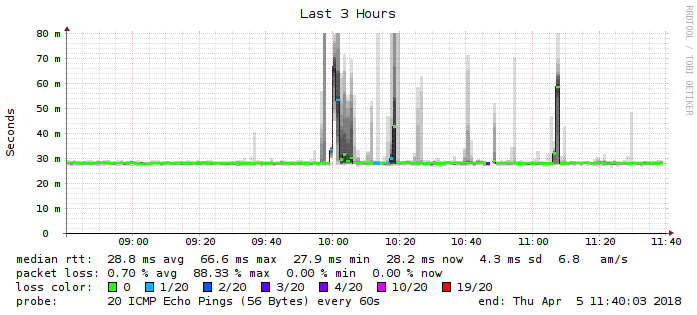 Last 3 Hours
RRDTOOL / TOBI OETIKER
Seconds
80 m
70 m
60 m
50 m
40 m
30 m
20 m
10 m
0
09:00 09:20 09:40 10:00 10:20 10:40 11:00 11:20 11:40
median rtt: 28.8 ms avg 66.6 ms max 27.9 ms min 28.2 ms now 4.3 ms sd 6.8 am/s
packet loss: 0.70 % avg 88.33 % max 0.00 % min 0.00 % now
loss color: 0 1/20 2/20 3/20 4/20 10/20 19/20
probe: 20 ICMP Echo Pings (56 Bytes) every 60s end: Thu Apr 5 11:40:03 2018